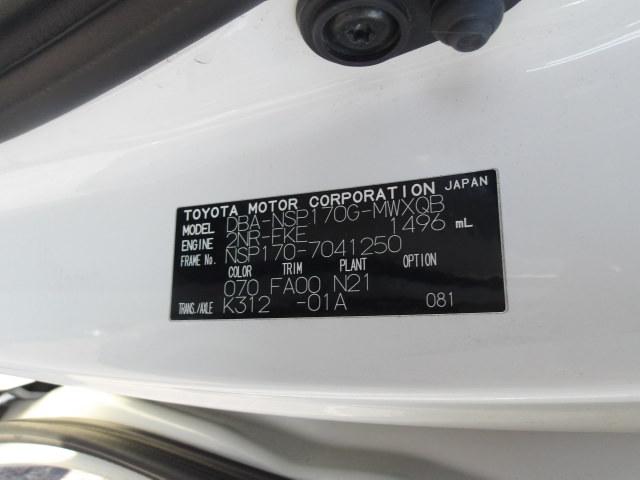 TOYOTA MOTOR CORPORATION JAPAN
MODEL DBA-NSP170G-MWXQB
ENGINE 2NR-FKE 1496 mL
FRAME No. NSP170-7041250
COLOR TRIM PLANT OPTION
070 FA00 N21
TRANS./AXLE K312 -01A 081